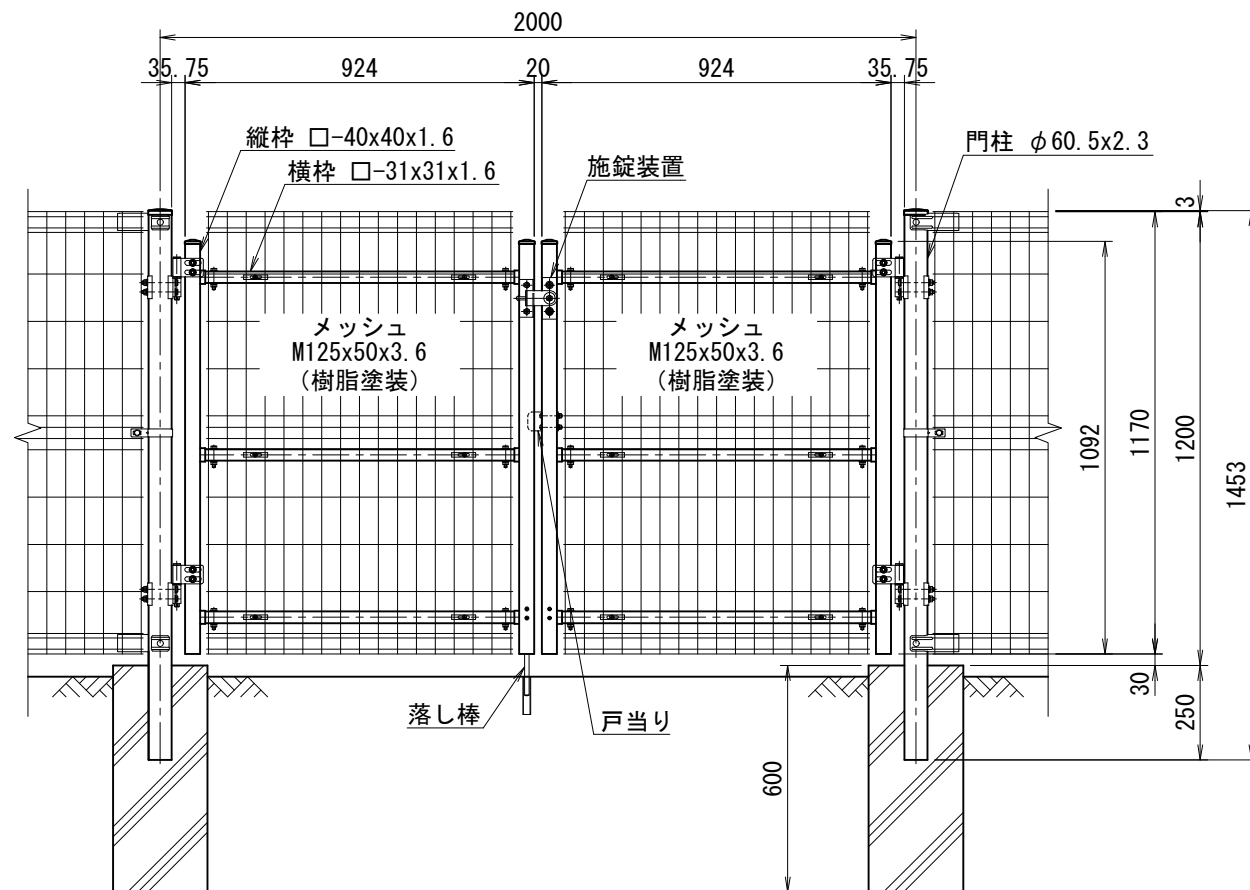 2000
35.75
924
20
924
35.75
縦枠 □-40x40x1.6
横枠 □-31x31x1.6
施錠装置
門柱 φ60.5x2.3
メッシュ
M125x50x3.6
(樹脂塗装)
メッシュ
M125x50x3.6
(樹脂塗装)
3
1092
1170
1200
1453
30
250
600
落し棒
戸当り